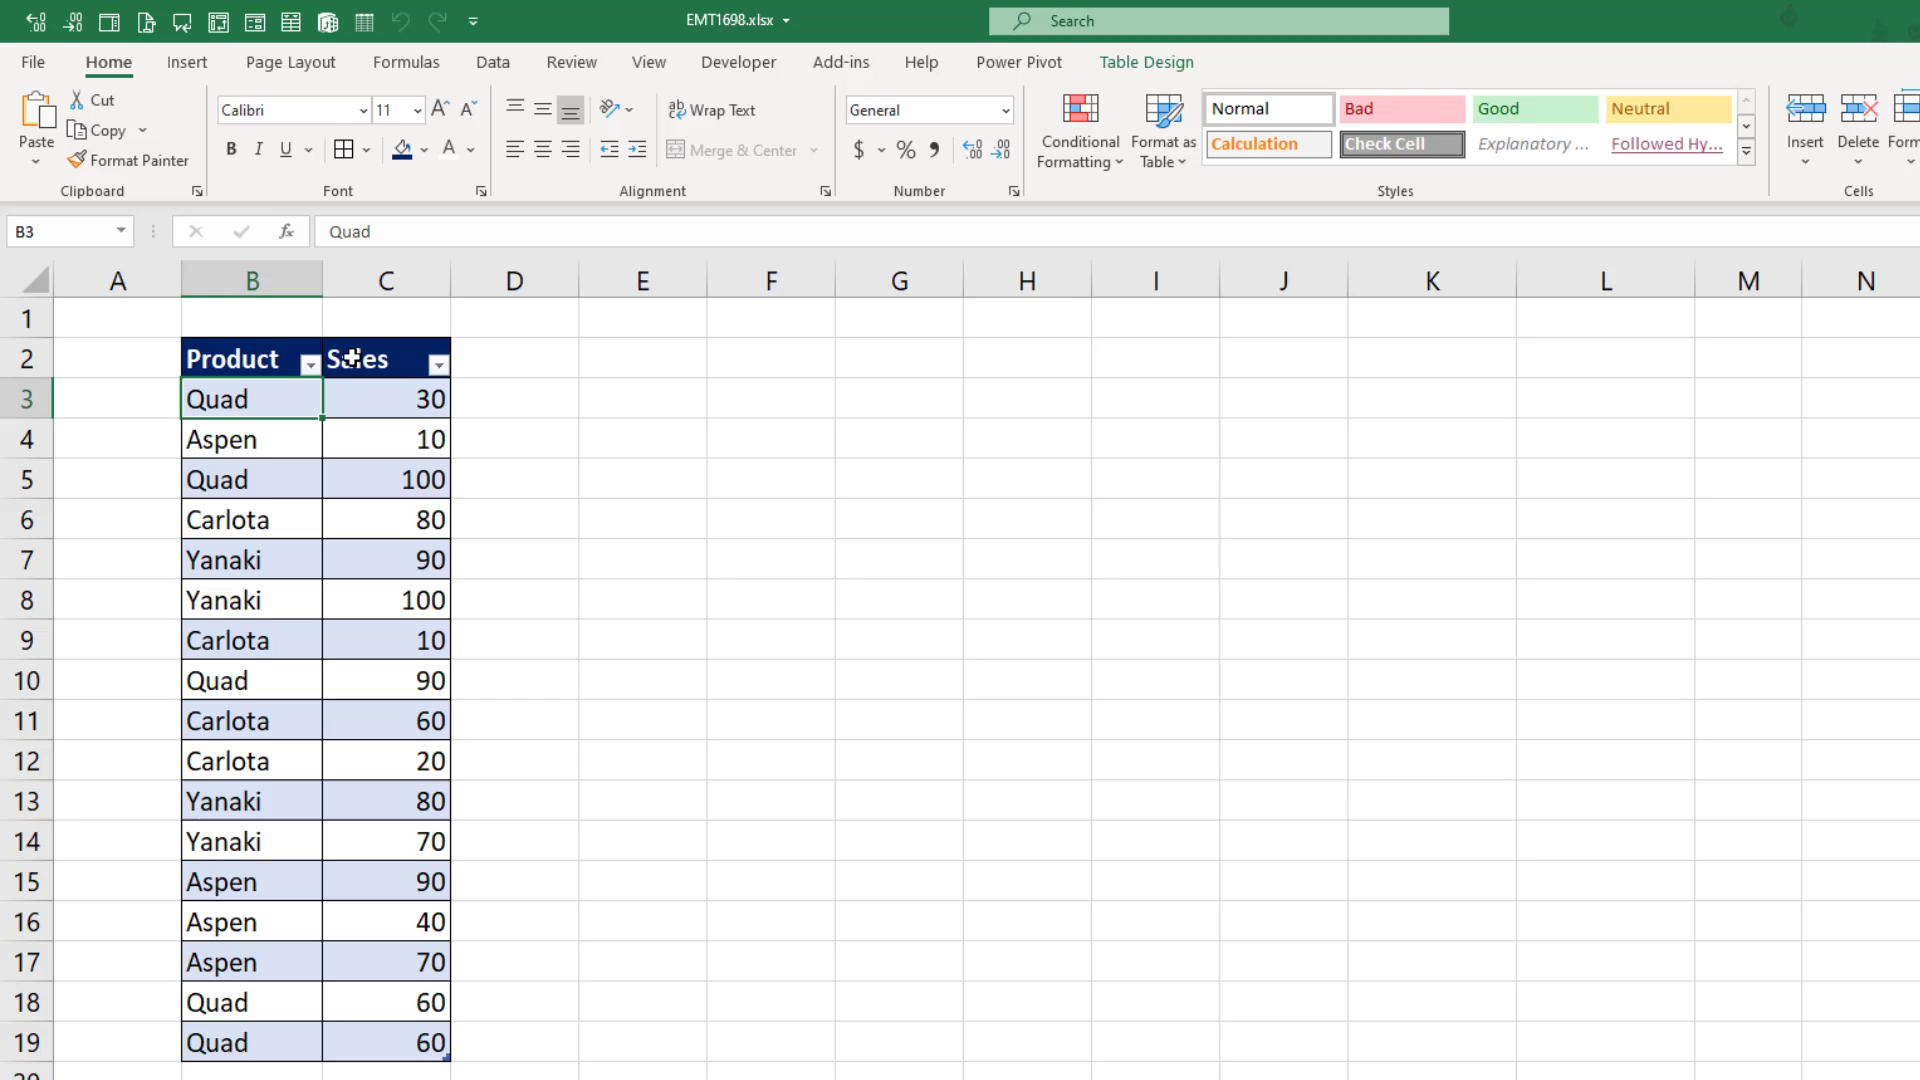 EMT1698.xlsx
Search
File Home Insert Page Layout Formulas Data Review View Developer Add-ins Help Power Pivot Table Design
Paste
Cut
Copy
Format Painter
Clipboard
Calibri 11
B I U A
Font
Wrap Text
Merge & Center
Alignment
General
$ % 9
Number
Conditional Formatting
Format as Table
Normal Bad Good Neutral
Calculation Check Cell Explanatory ... Followed Hy...
Styles
Insert Delete Form
Cells
B3 fx Quad
A B C D E F G H I J K L M N
1
2 Product Sales
3 Quad 30
4 Aspen 10
5 Quad 100
6 Carlota 80
7 Yanaki 90
8 Yanaki 100
9 Carlota 10
10 Quad 90
11 Carlota 60
12 Carlota 20
13 Yanaki 80
14 Yanaki 70
15 Aspen 90
16 Aspen 40
17 Aspen 70
18 Quad 60
19 Quad 60